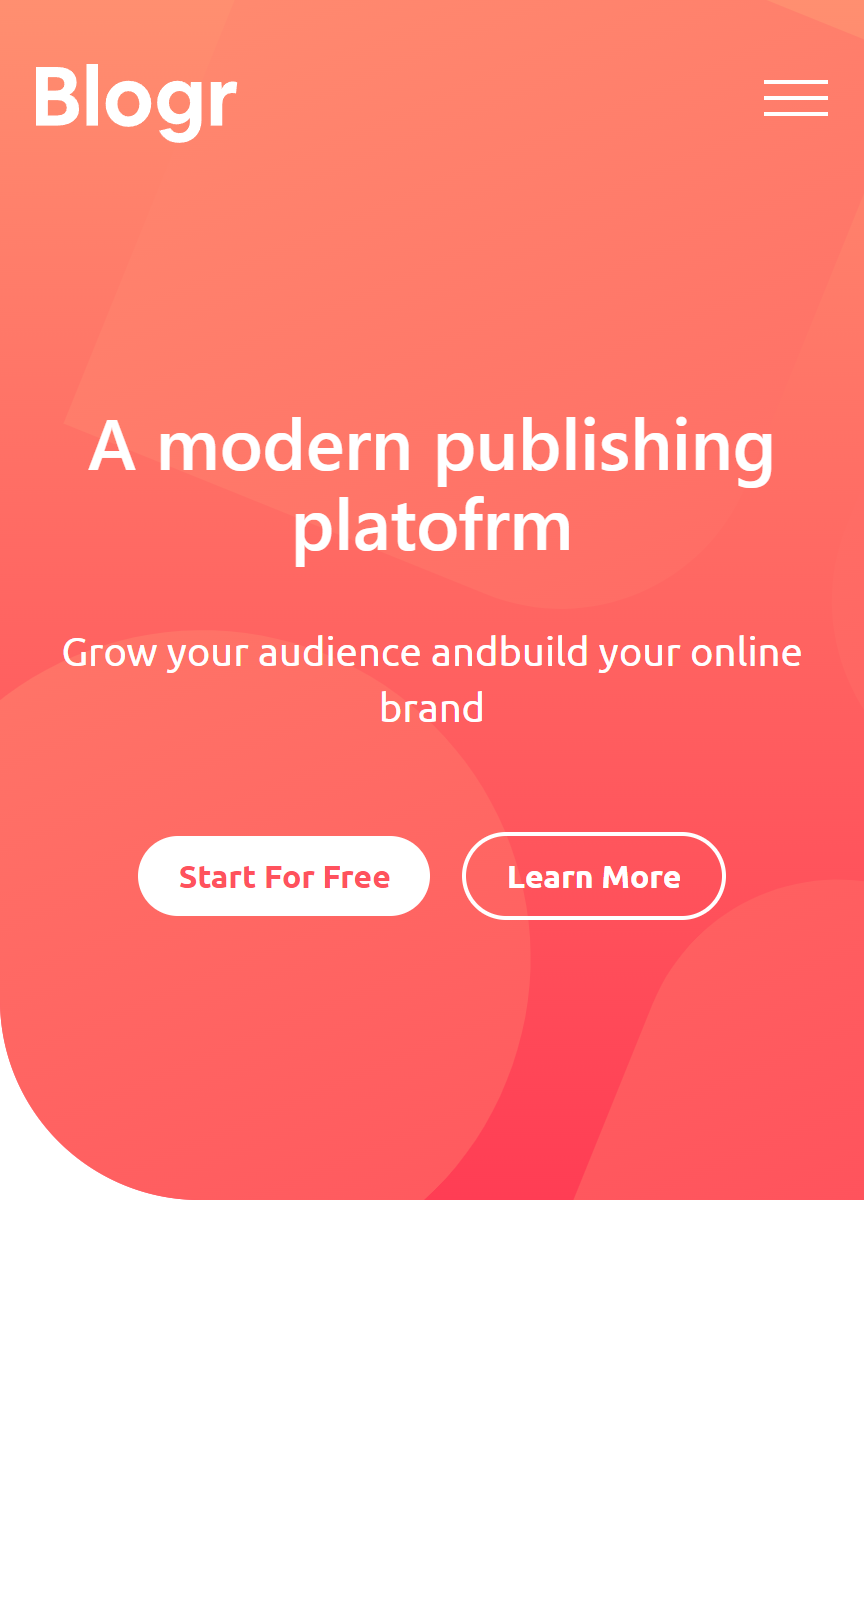 Blogr
A modern publishing
platofrm
Grow your audience andbuild your online
brand
Start For Free
Learn More